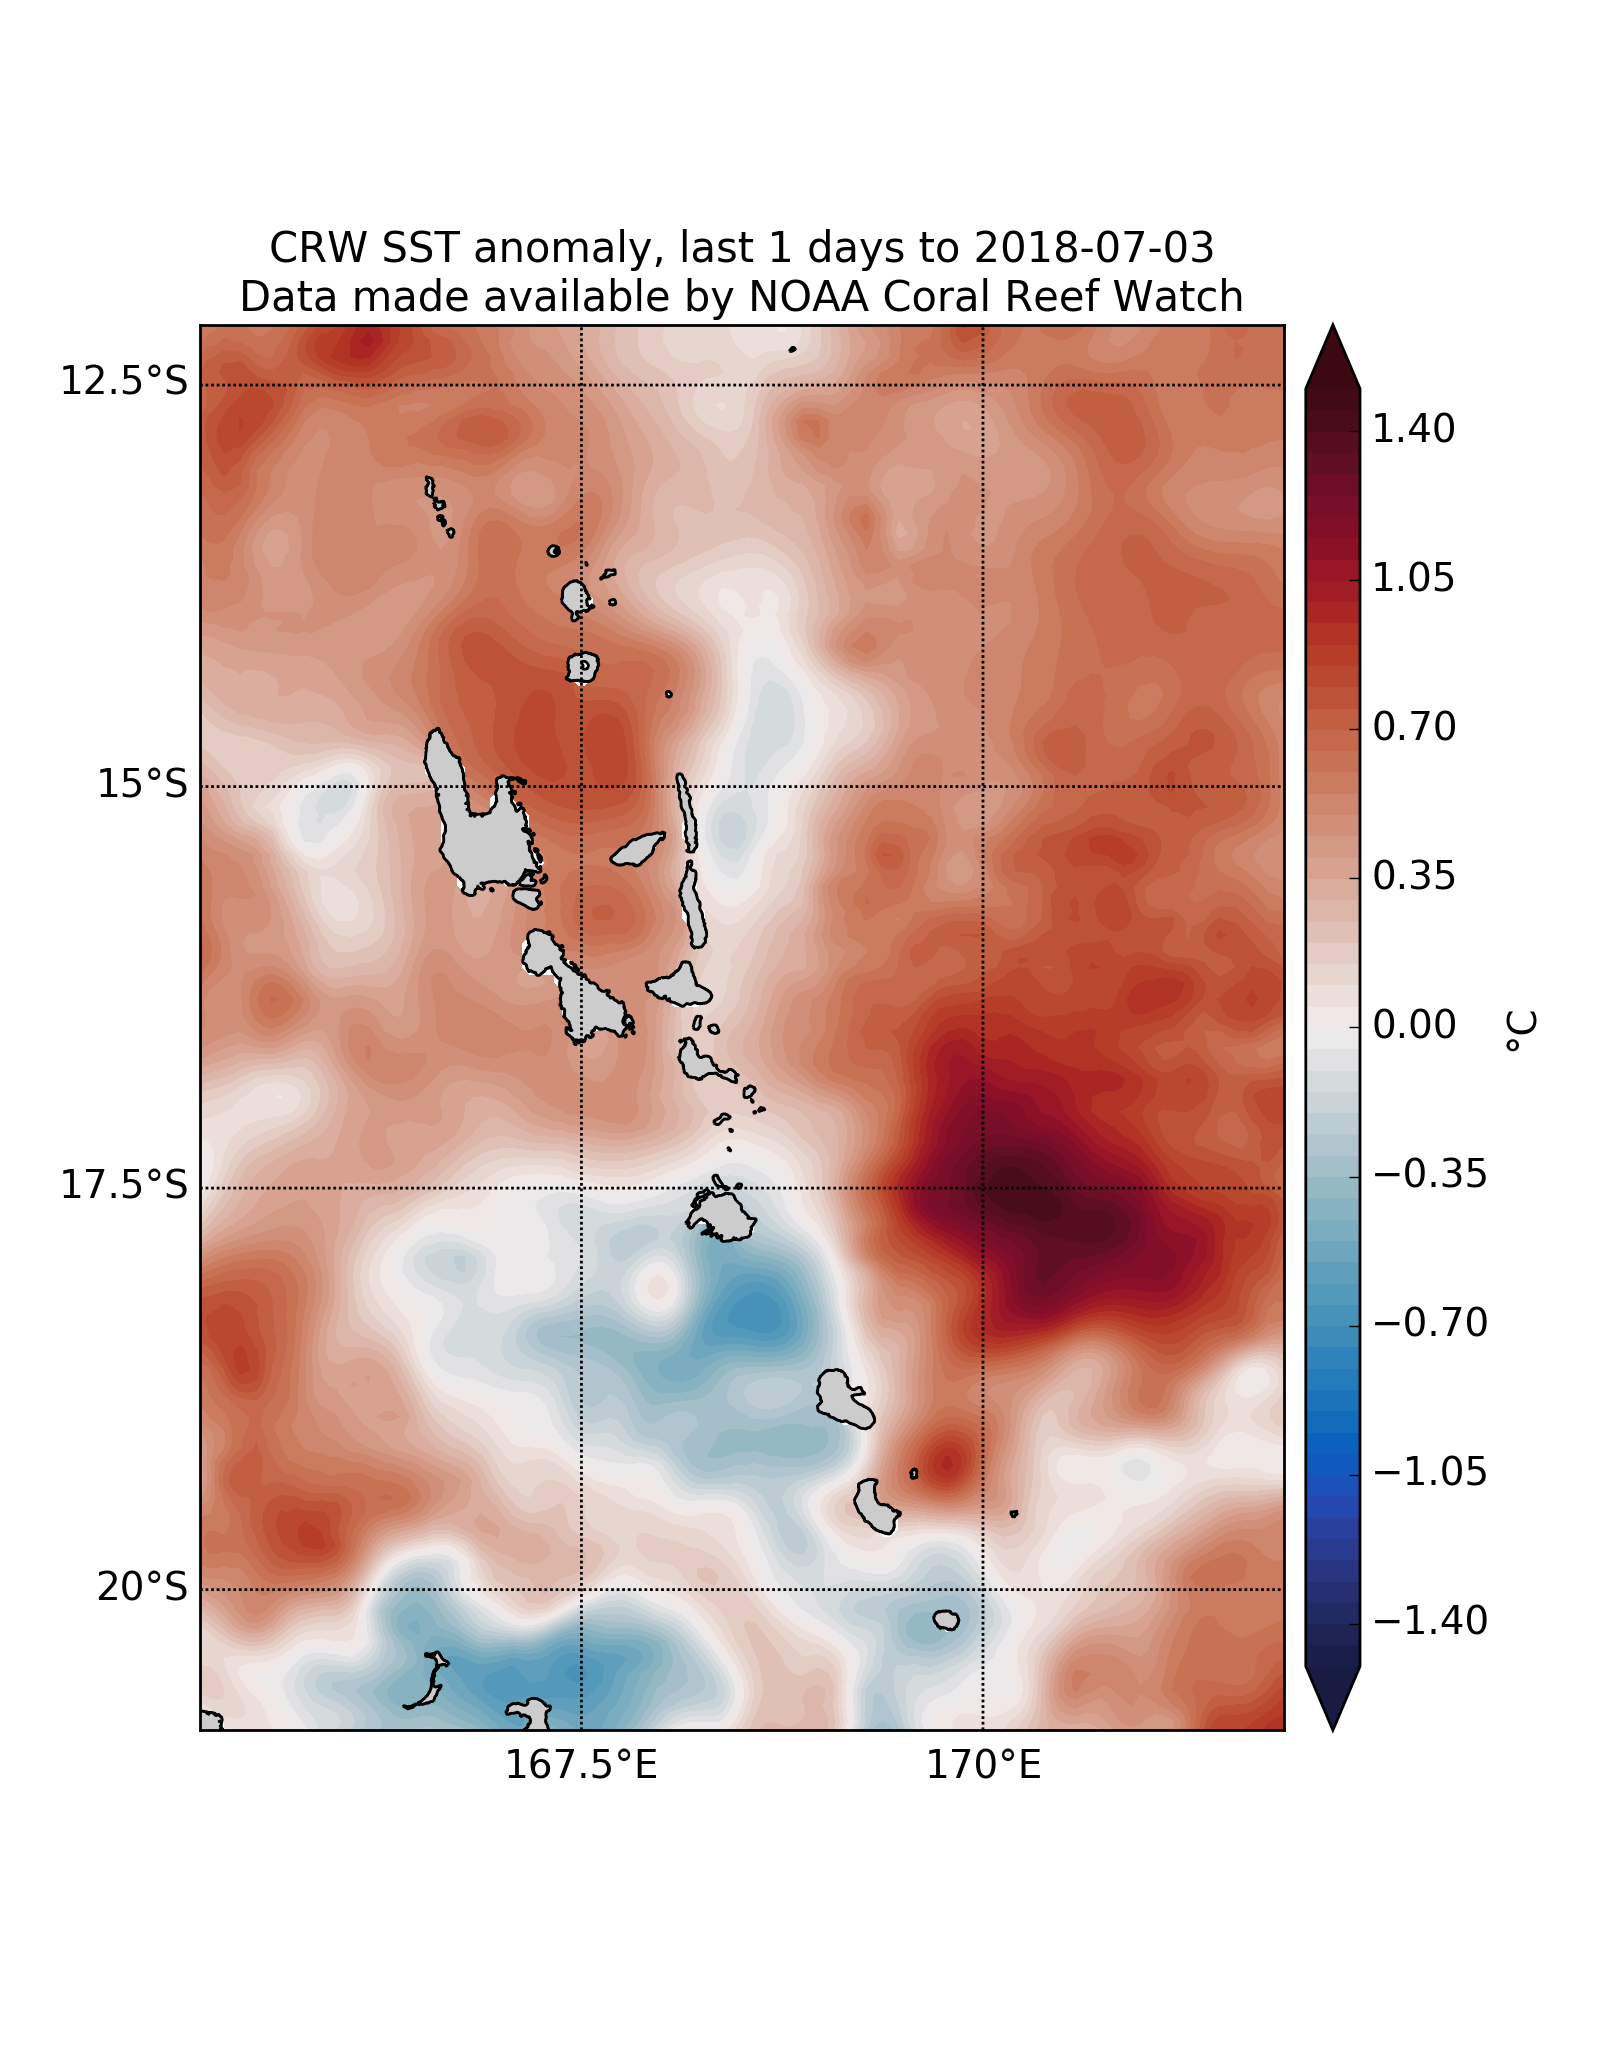 CRW SST anomaly, last 1 days to 2018-07-03
Data made available by NOAA Coral Reef Watch
12.5°S
15°S
17.5°S
20°S
167.5°E
170°E
1.40
1.05
0.70
0.35
0.00
−0.35
−0.70
−1.05
−1.40
°C